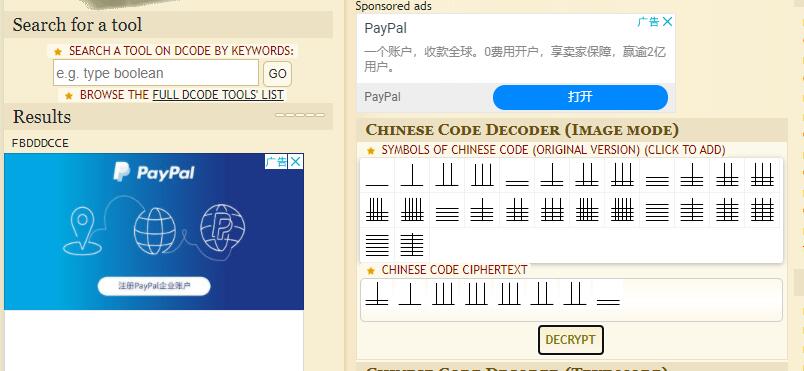 Search for a tool
★ SEARCH A TOOL ON DCODE BY KEYWORDS:
e.g. type boolean
GO
★ BROWSE THE FULL DCODE TOOLS' LIST
Results
FBDDDCCE
广告
PayPal
注册PayPal企业账户
Sponsored ads
广告
PayPal
一个账户，收款全球。0费用开户，享卖家保障，赢逾2亿
用户。
PayPal
打开
CHINESE CODE DECODER (IMAGE MODE)
★ SYMBOLS OF CHINESE CODE (ORIGINAL VERSION) (CLICK TO ADD)
★ CHINESE CODE CIPHERTEXT
DECRYPT